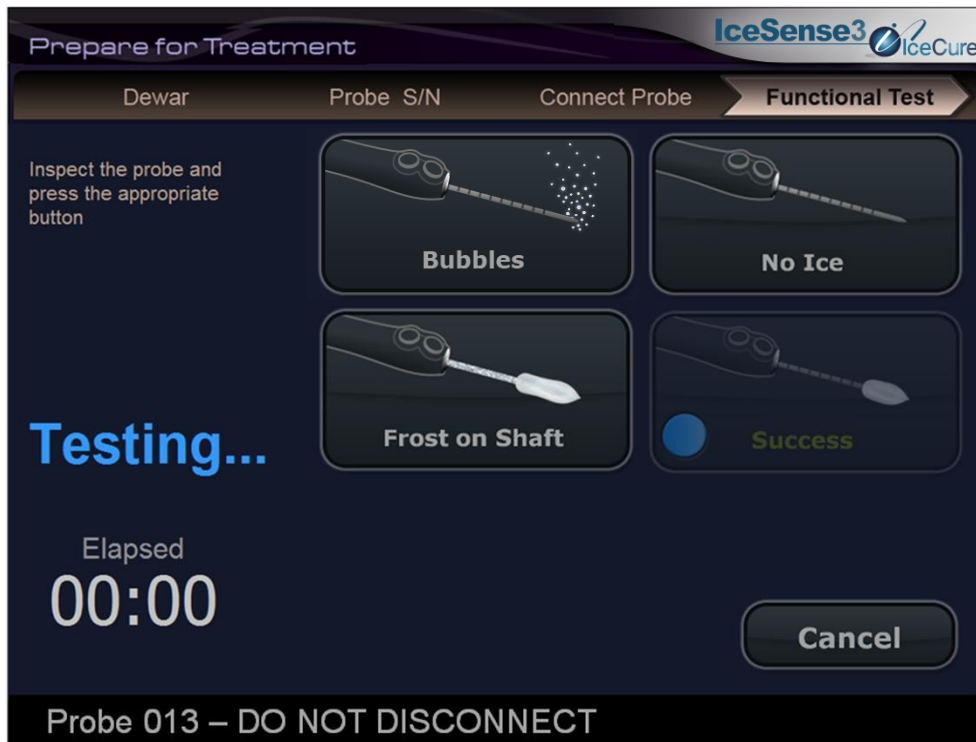 Prepare for Treatment
IceSense3
IceCure
Dewar
Probe S/N
Connect Probe
Functional Test
Inspect the probe and
press the appropriate
button
Bubbles
No Ice
Frost on Shaft
Success
Testing...
Elapsed
00:00
Cancel
Probe 013 – DO NOT DISCONNECT